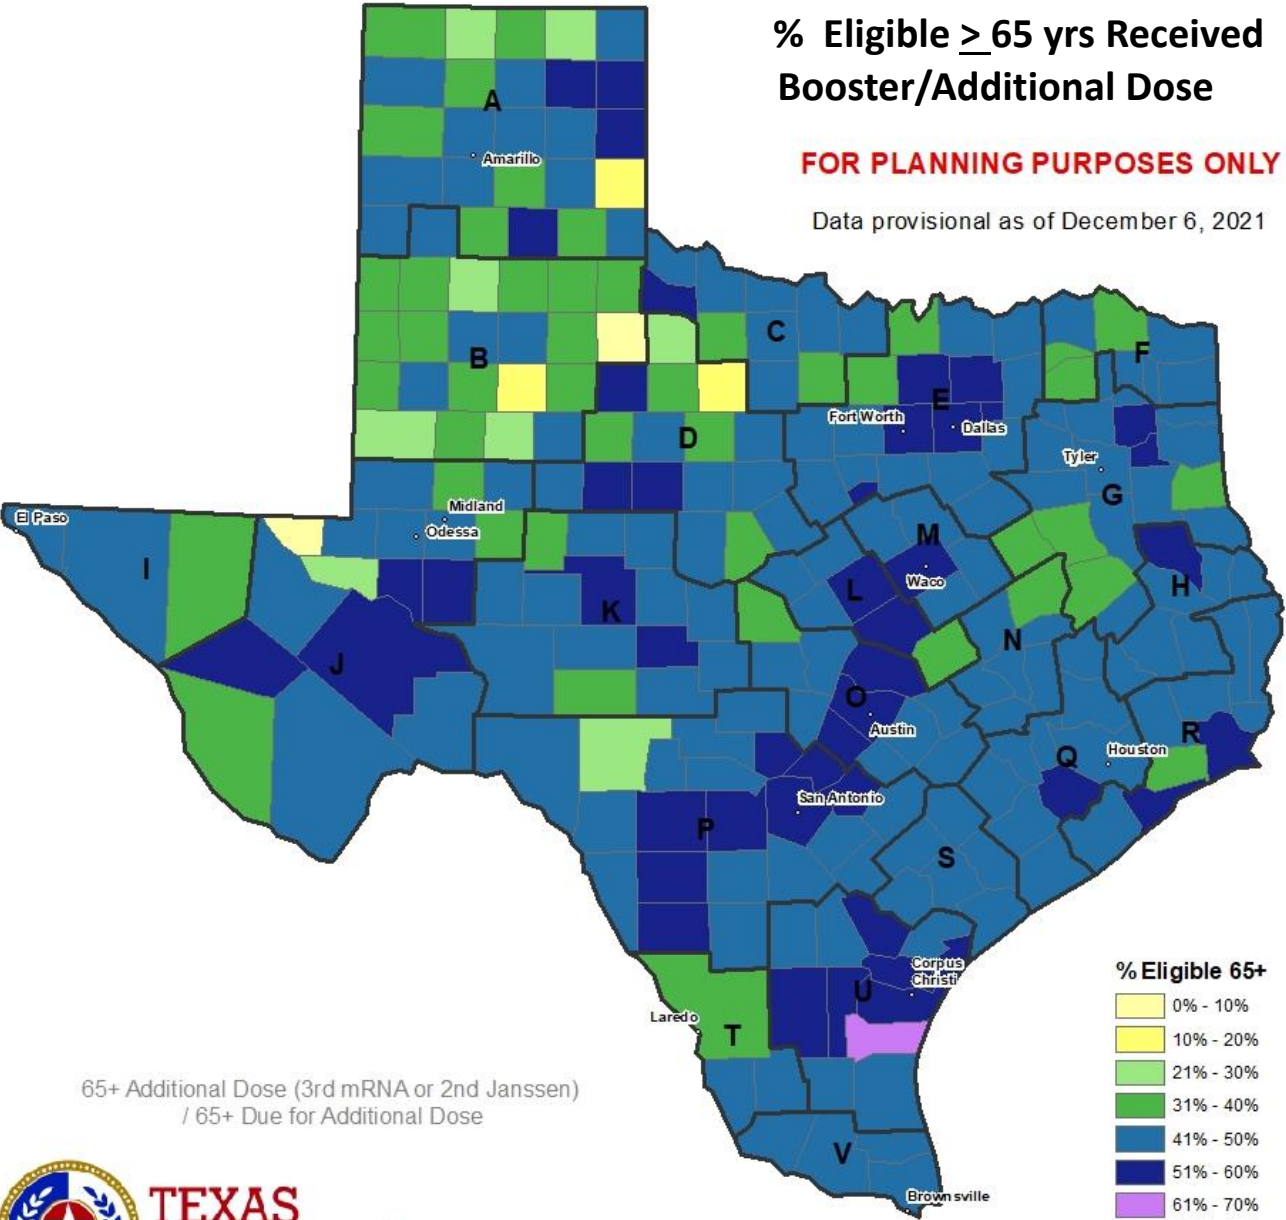 % Eligible > 65 yrs Received
Booster/Additional Dose
FOR PLANNING PURPOSES ONLY
Data provisional as of December 6, 2021
A
Amarillo
B
C
F
E
Fort Worth
Dallas
D
Tyler
G
Midland
Odessa
El Paso
I
M
Waco
L
H
K
J
N
O
Austin
R
Q
Houston
San Antonio
P
S
Corpus
Christi
U
Laredo
T
V
Brownsville
65+ Additional Dose (3rd mRNA or 2nd Janssen)
/ 65+ Due for Additional Dose
% Eligible 65+
0% - 10%
10% - 20%
21% - 30%
31% - 40%
41% - 50%
51% - 60%
61% - 70%
TEXAS